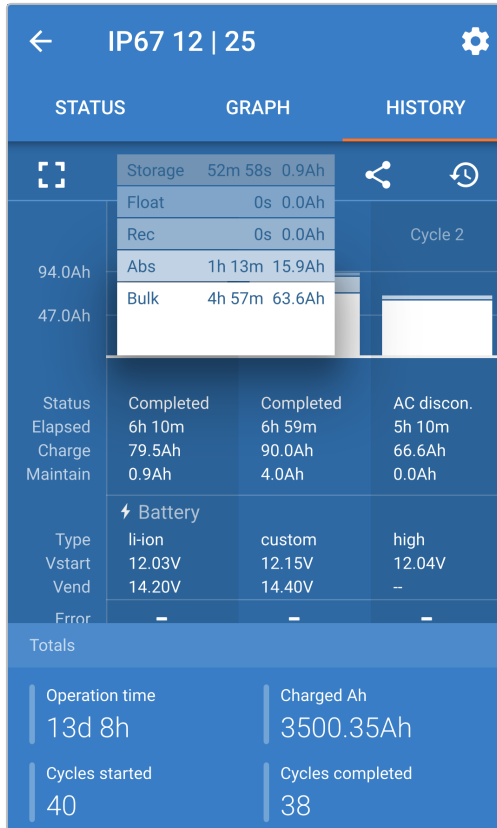 IP67 12 | 25
STATUS GRAPH HISTORY
Storage 52m 58s 0.9Ah
Float 0s 0.0Ah
Rec 0s 0.0Ah
Abs 1h 13m 15.9Ah
Bulk 4h 57m 63.6Ah
Cycle 2
94.0Ah
47.0Ah
Status Completed Completed AC discon.
Elapsed 6h 10m 6h 59m 5h 10m
Charge 79.5Ah 90.0Ah 66.6Ah
Maintain 0.9Ah 4.0Ah 0.0Ah
Battery
Type li-ion custom high
Vstart 12.03V 12.15V 12.04V
Vend 14.20V 14.40V --
Error – – –
Totals
Operation time Charged Ah
13d 8h 3500.35Ah
Cycles started Cycles completed
40 38